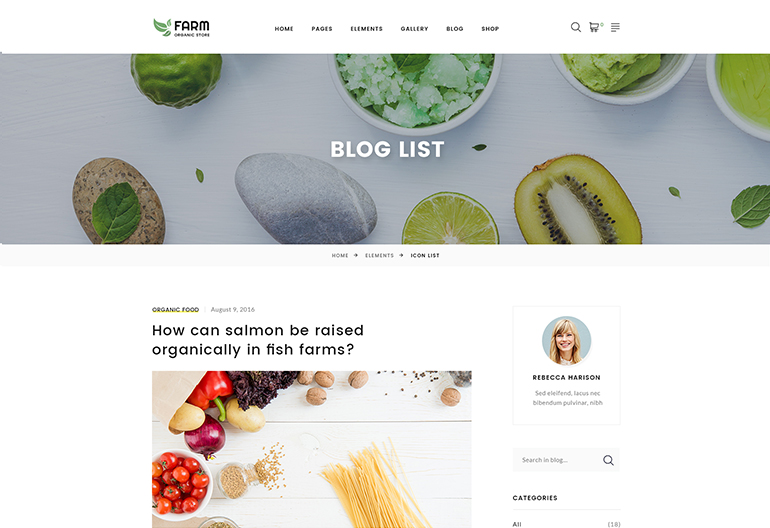 FARM
ORGANIC STORE
HOME PAGES ELEMENTS GALLERY BLOG SHOP
0
BLOG LIST
HOME → ELEMENTS → ICON LIST
ORGANIC FOOD August 9, 2016
How can salmon be raised
organically in fish farms?
REBECCA HARISON
Sed eleifend, lacus nec
bibendum pulvinar, nibh
Search in blog...
CATEGORIES
All (18)